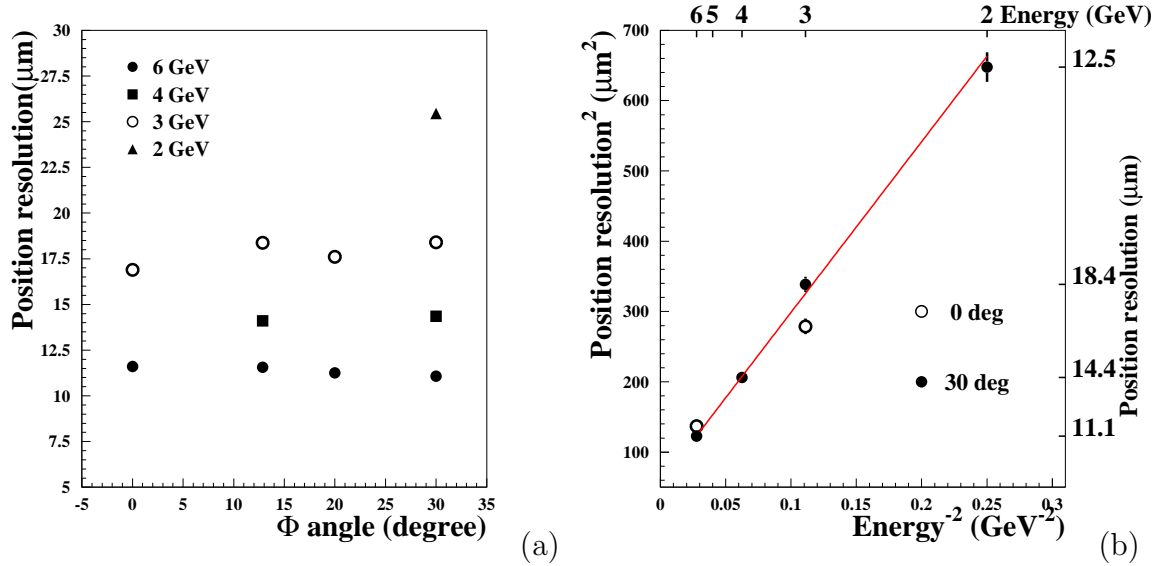 Position resolution(μm)
30
27.5
25
22.5
20
17.5
15
12.5
10
7.5
5
6 GeV
4 GeV
3 GeV
2 GeV
-5 0 5 10 15 20 25 30 35
Φ angle (degree)
(a)
6 5 4 3 2 Energy (GeV)
Position resolution² (μm²)
700
600
500
400
300
200
100
0 deg
30 deg
12.5
18.4
14.4
11.1
Position resolution (μm)
0 0.05 0.1 0.15 0.2 0.25 0.3
Energy⁻² (GeV⁻²)
(b)